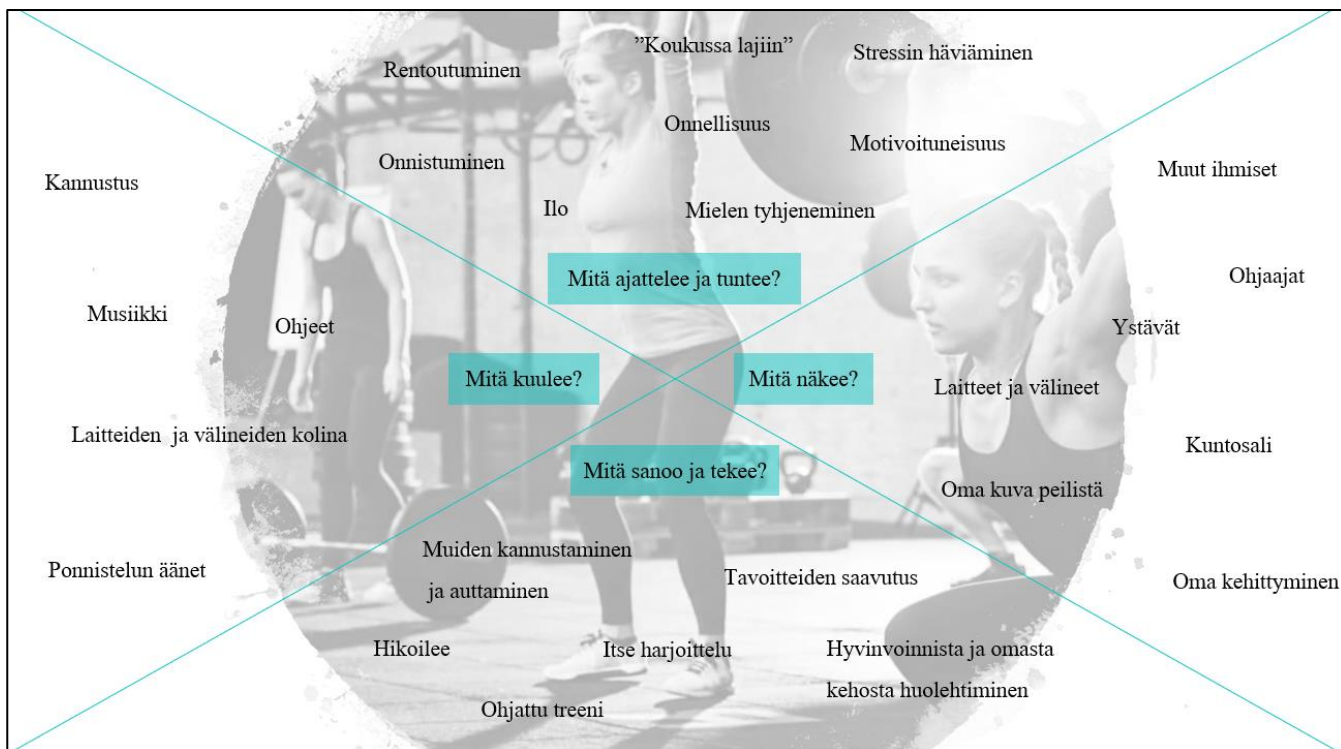 ”Koukussa lajiin”
Stressin häviäminen
Rentoutuminen
Onnellisuus
Motivoituneisuus
Onnistuminen
Ilo
Mielen tyhjeneminen
Mitä ajattelee ja tuntee?
Kannustus
Musiikki
Ohjeet
Mitä kuulee?
Laitteiden ja välineiden kolina
Ponnistelun äänet
Muut ihmiset
Ohjaajat
Ystävät
Mitä näkee?
Laitteet ja välineet
Kuntosali
Oma kuva peilistä
Oma kehittyminen
Mitä sanoo ja tekee?
Muiden kannustaminen
ja auttaminen
Tavoitteiden saavutus
Hikoilee
Itse harjoittelu
Hyvinvoinnista ja omasta
kehosta huolehtiminen
Ohjattu treeni